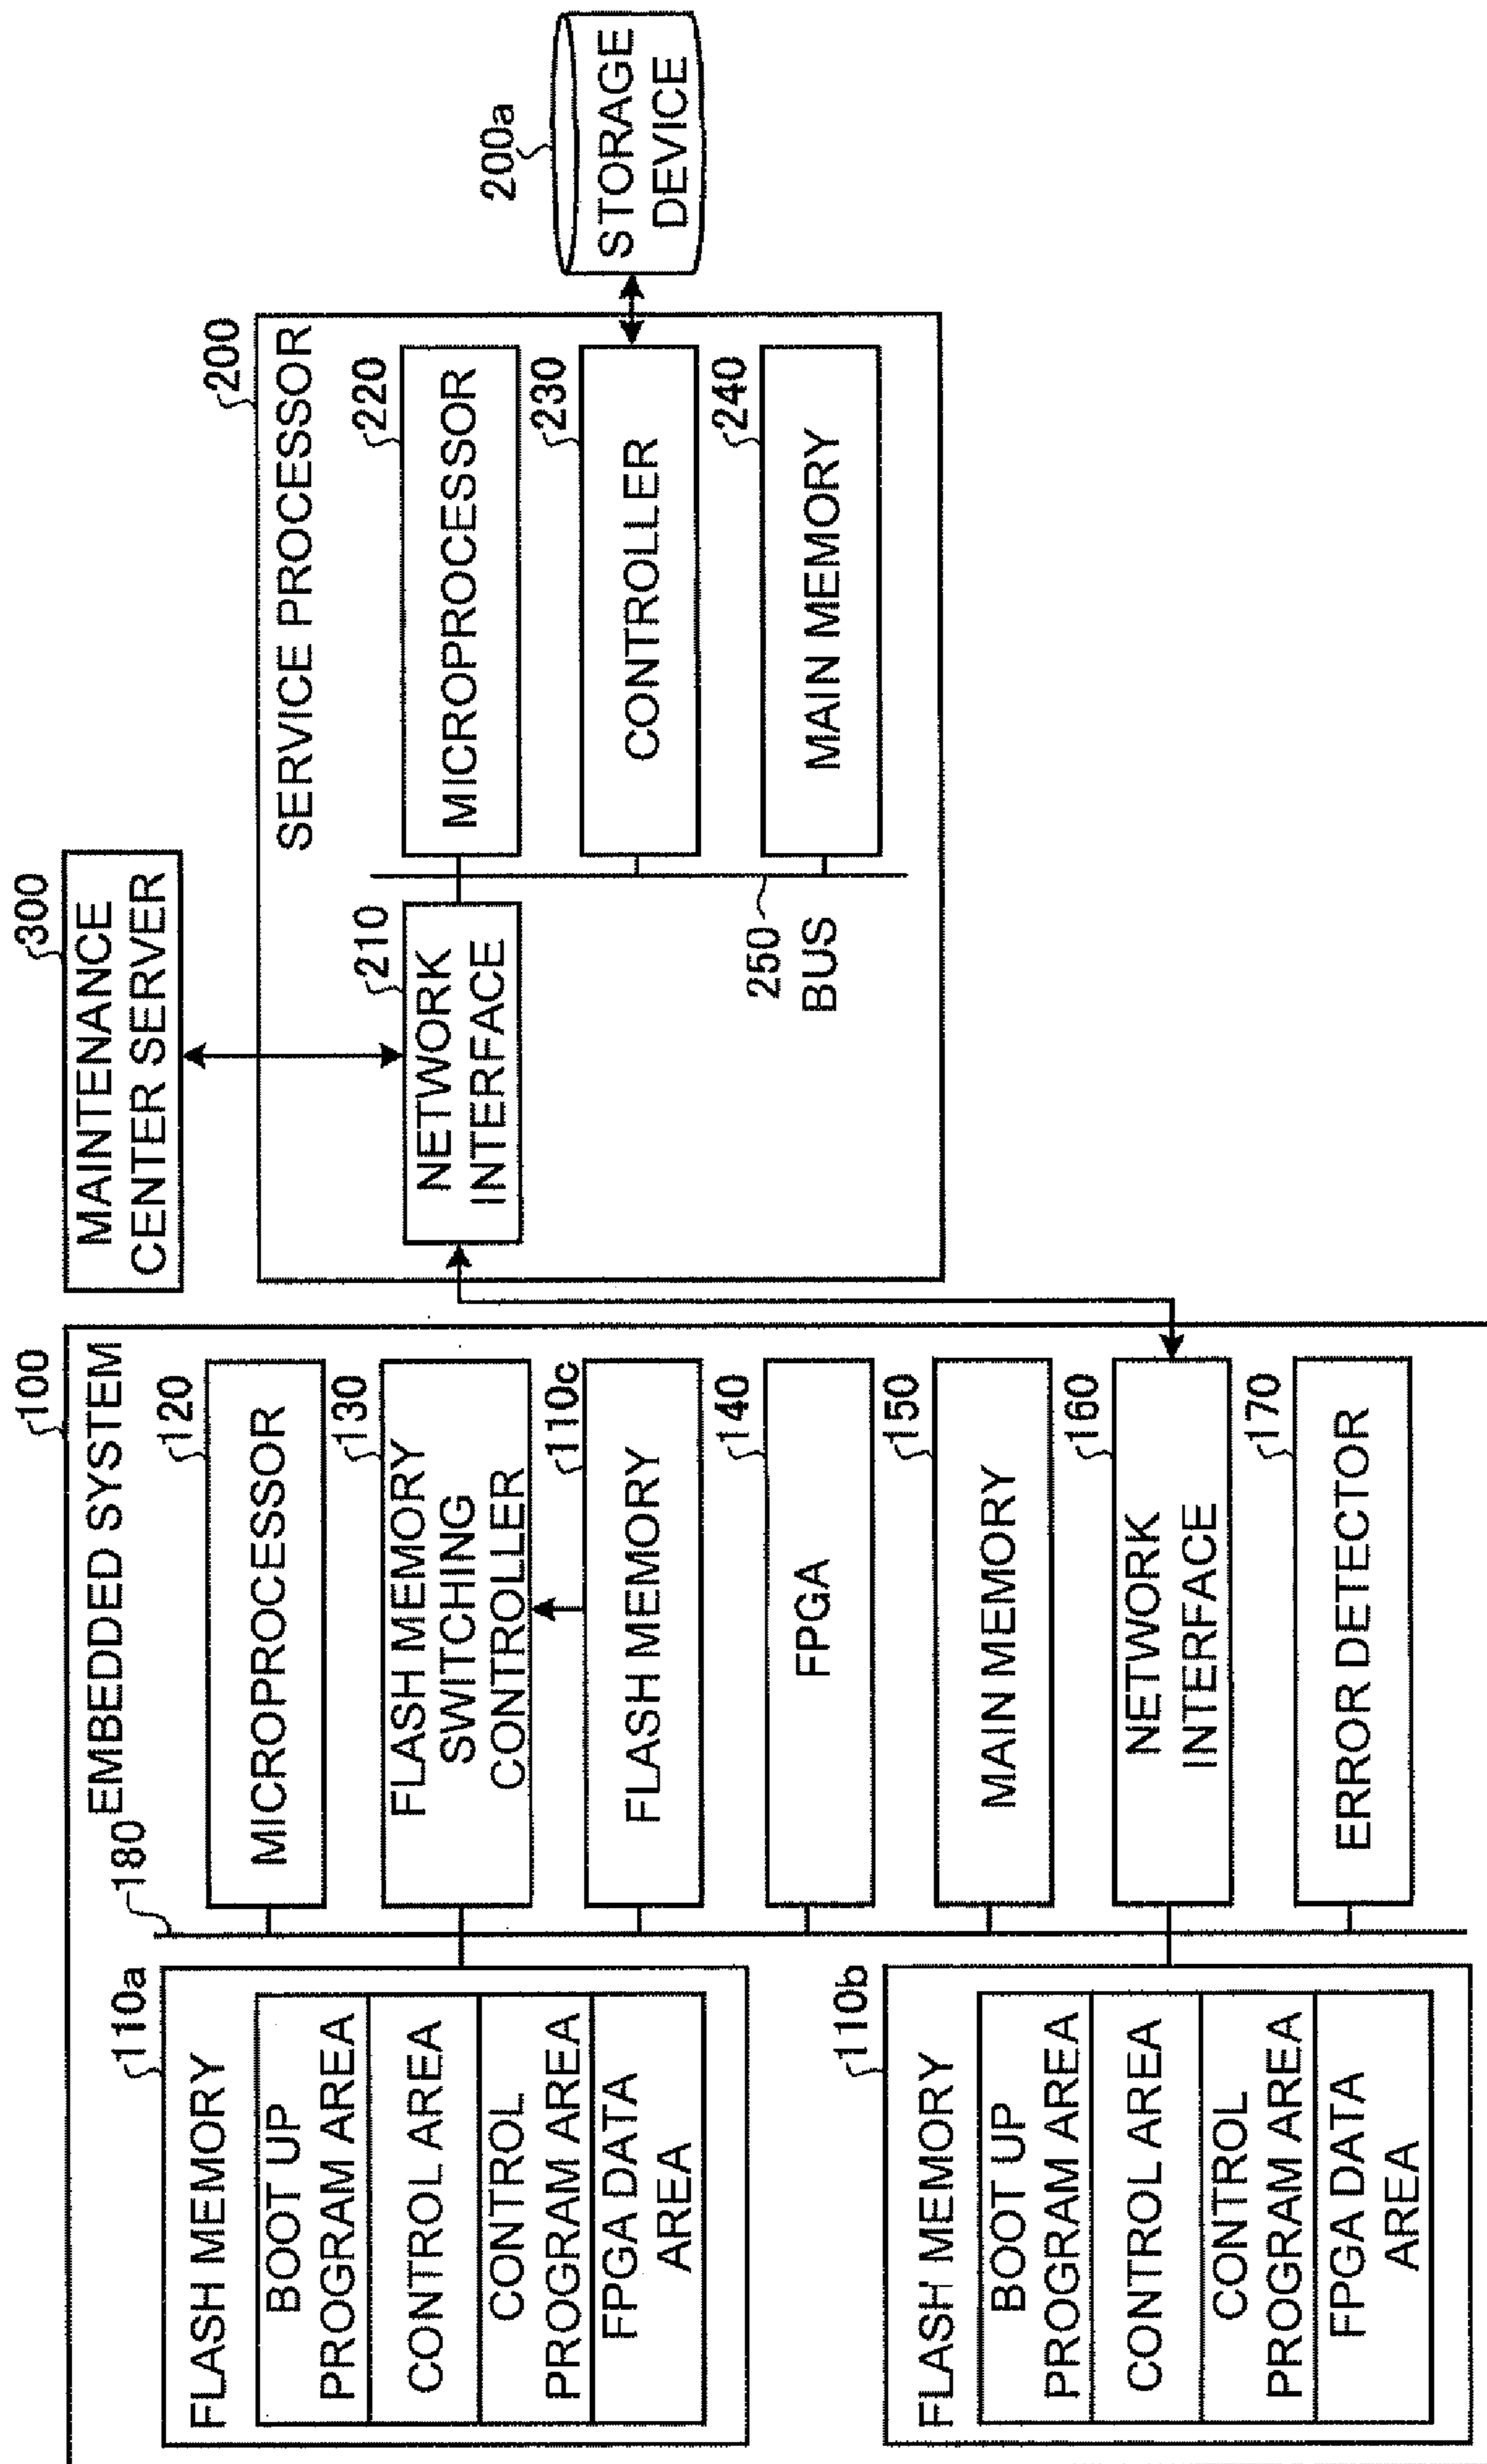 100
EMBEDDED SYSTEM
180
110a
FLASH MEMORY
BOOT UP
PROGRAM AREA
CONTROL AREA
CONTROL
PROGRAM AREA
FPGA DATA
AREA
110b
FLASH MEMORY
BOOT UP
PROGRAM AREA
CONTROL AREA
CONTROL
PROGRAM AREA
FPGA DATA
AREA
120
MICROPROCESSOR
130
FLASH MEMORY
SWITCHING
CONTROLLER
110c
FLASH MEMORY
140
FPGA
150
MAIN MEMORY
160
NETWORK
INTERFACE
170
ERROR DETECTOR
300
MAINTENANCE
CENTER SERVER
200
SERVICE PROCESSOR
210
NETWORK
INTERFACE
220
MICROPROCESSOR
230
CONTROLLER
240
MAIN MEMORY
250
BUS
200a
STORAGE
DEVICE